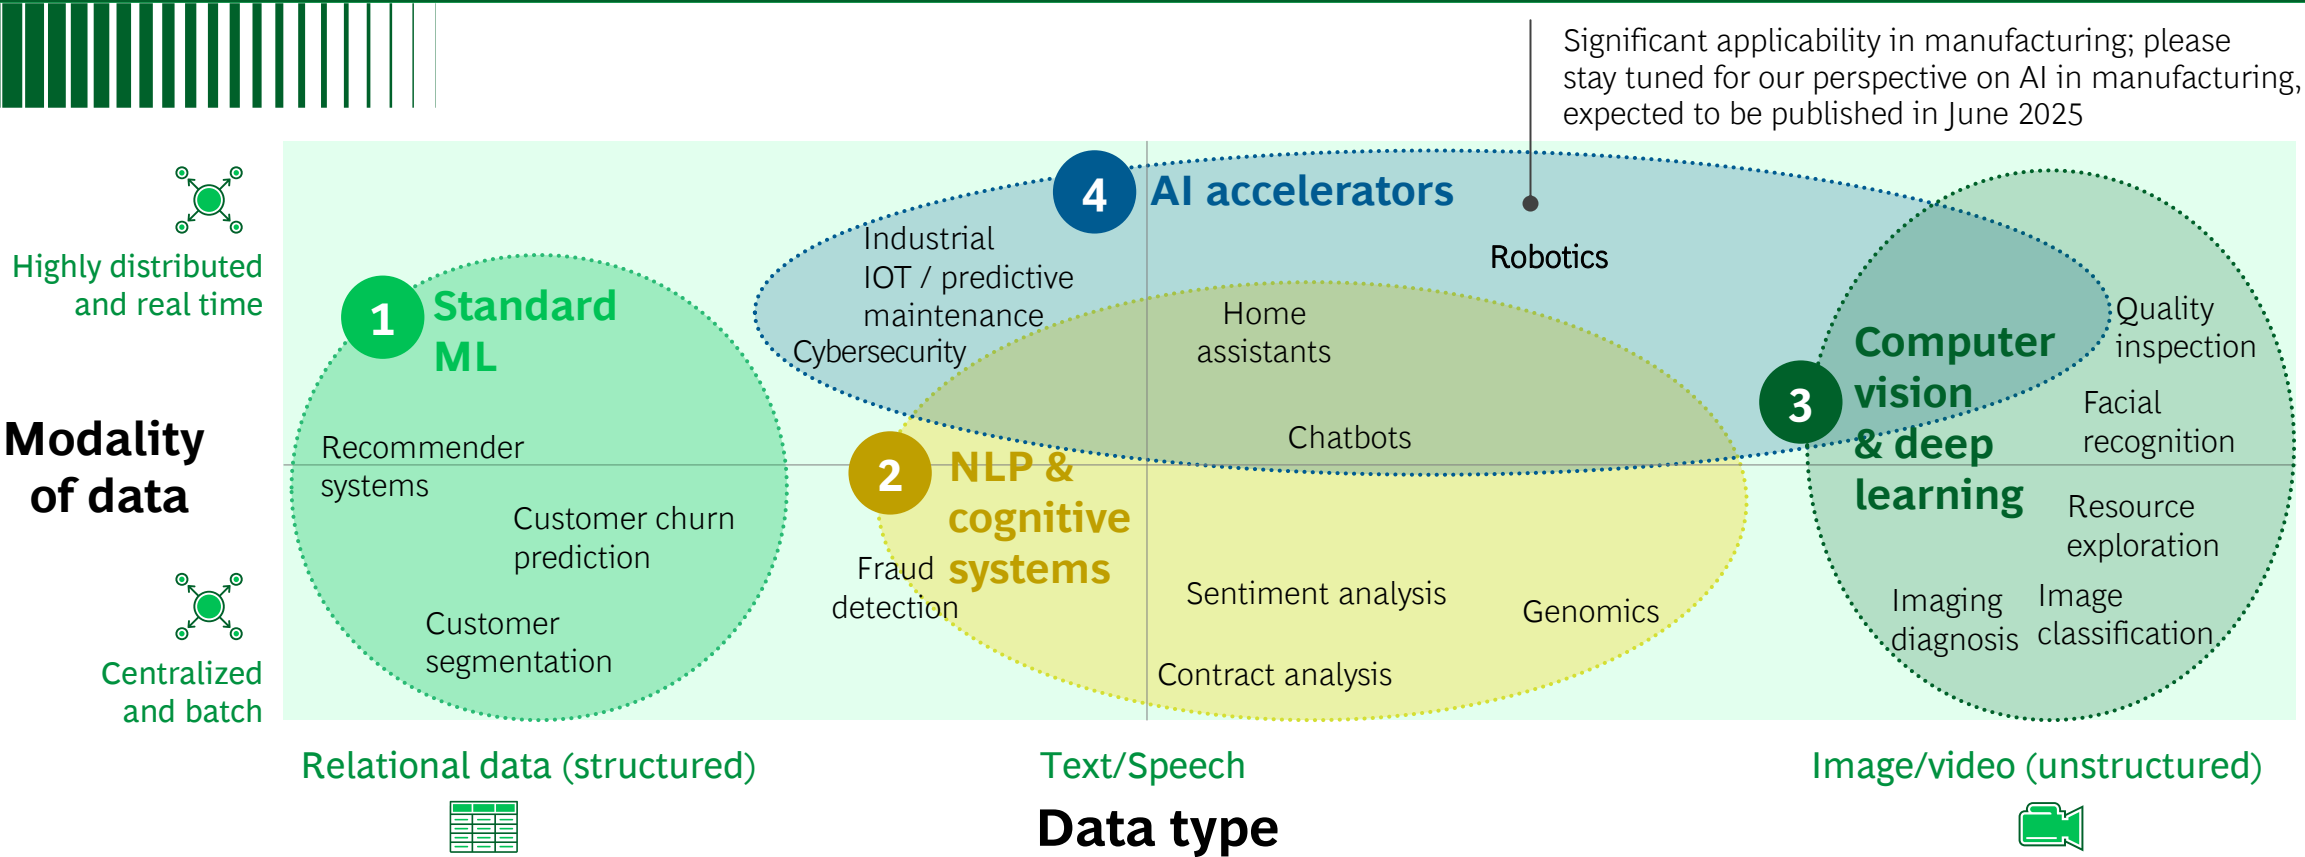 Significant applicability in manufacturing; please
stay tuned for our perspective on AI in manufacturing,
expected to be published in June 2025
Highly distributed
and real time
Modality
of data
Centralized
and batch
1
Standard
ML
Recommender
systems
Customer churn
prediction
Customer
segmentation
4
AI accelerators
Industrial
IOT / predictive
maintenance
Cybersecurity
Robotics
Home
assistants
Chatbots
2
NLP &
cognitive
systems
Fraud
detection
Sentiment analysis
Genomics
Contract analysis
3
Computer
vision
& deep
learning
Quality
inspection
Facial
recognition
Resource
exploration
Imaging
diagnosis
Image
classification
Relational data (structured)
Text/Speech
Image/video (unstructured)
Data type